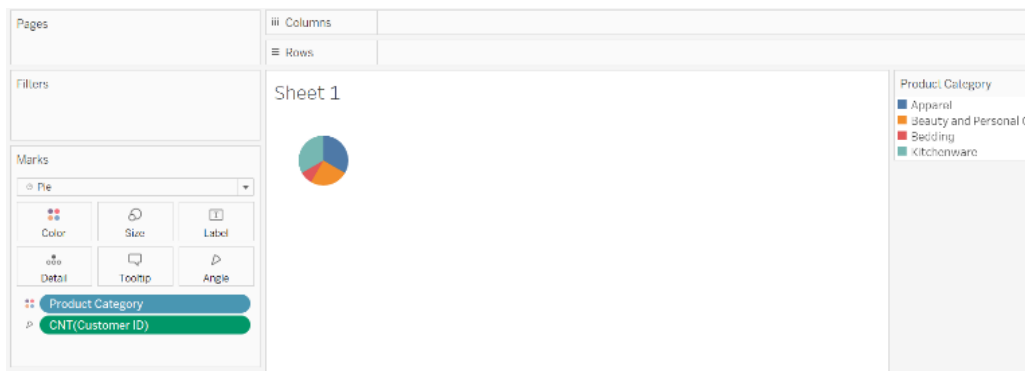 Pages
Columns
Rows
Filters
Sheet 1
Product Category
Apparel
Beauty and Personal C
Bedding
Kitchenware
Marks
Pie
Color Size Label
Detail Tooltip Angle
Product Category
CNT(Customer ID)